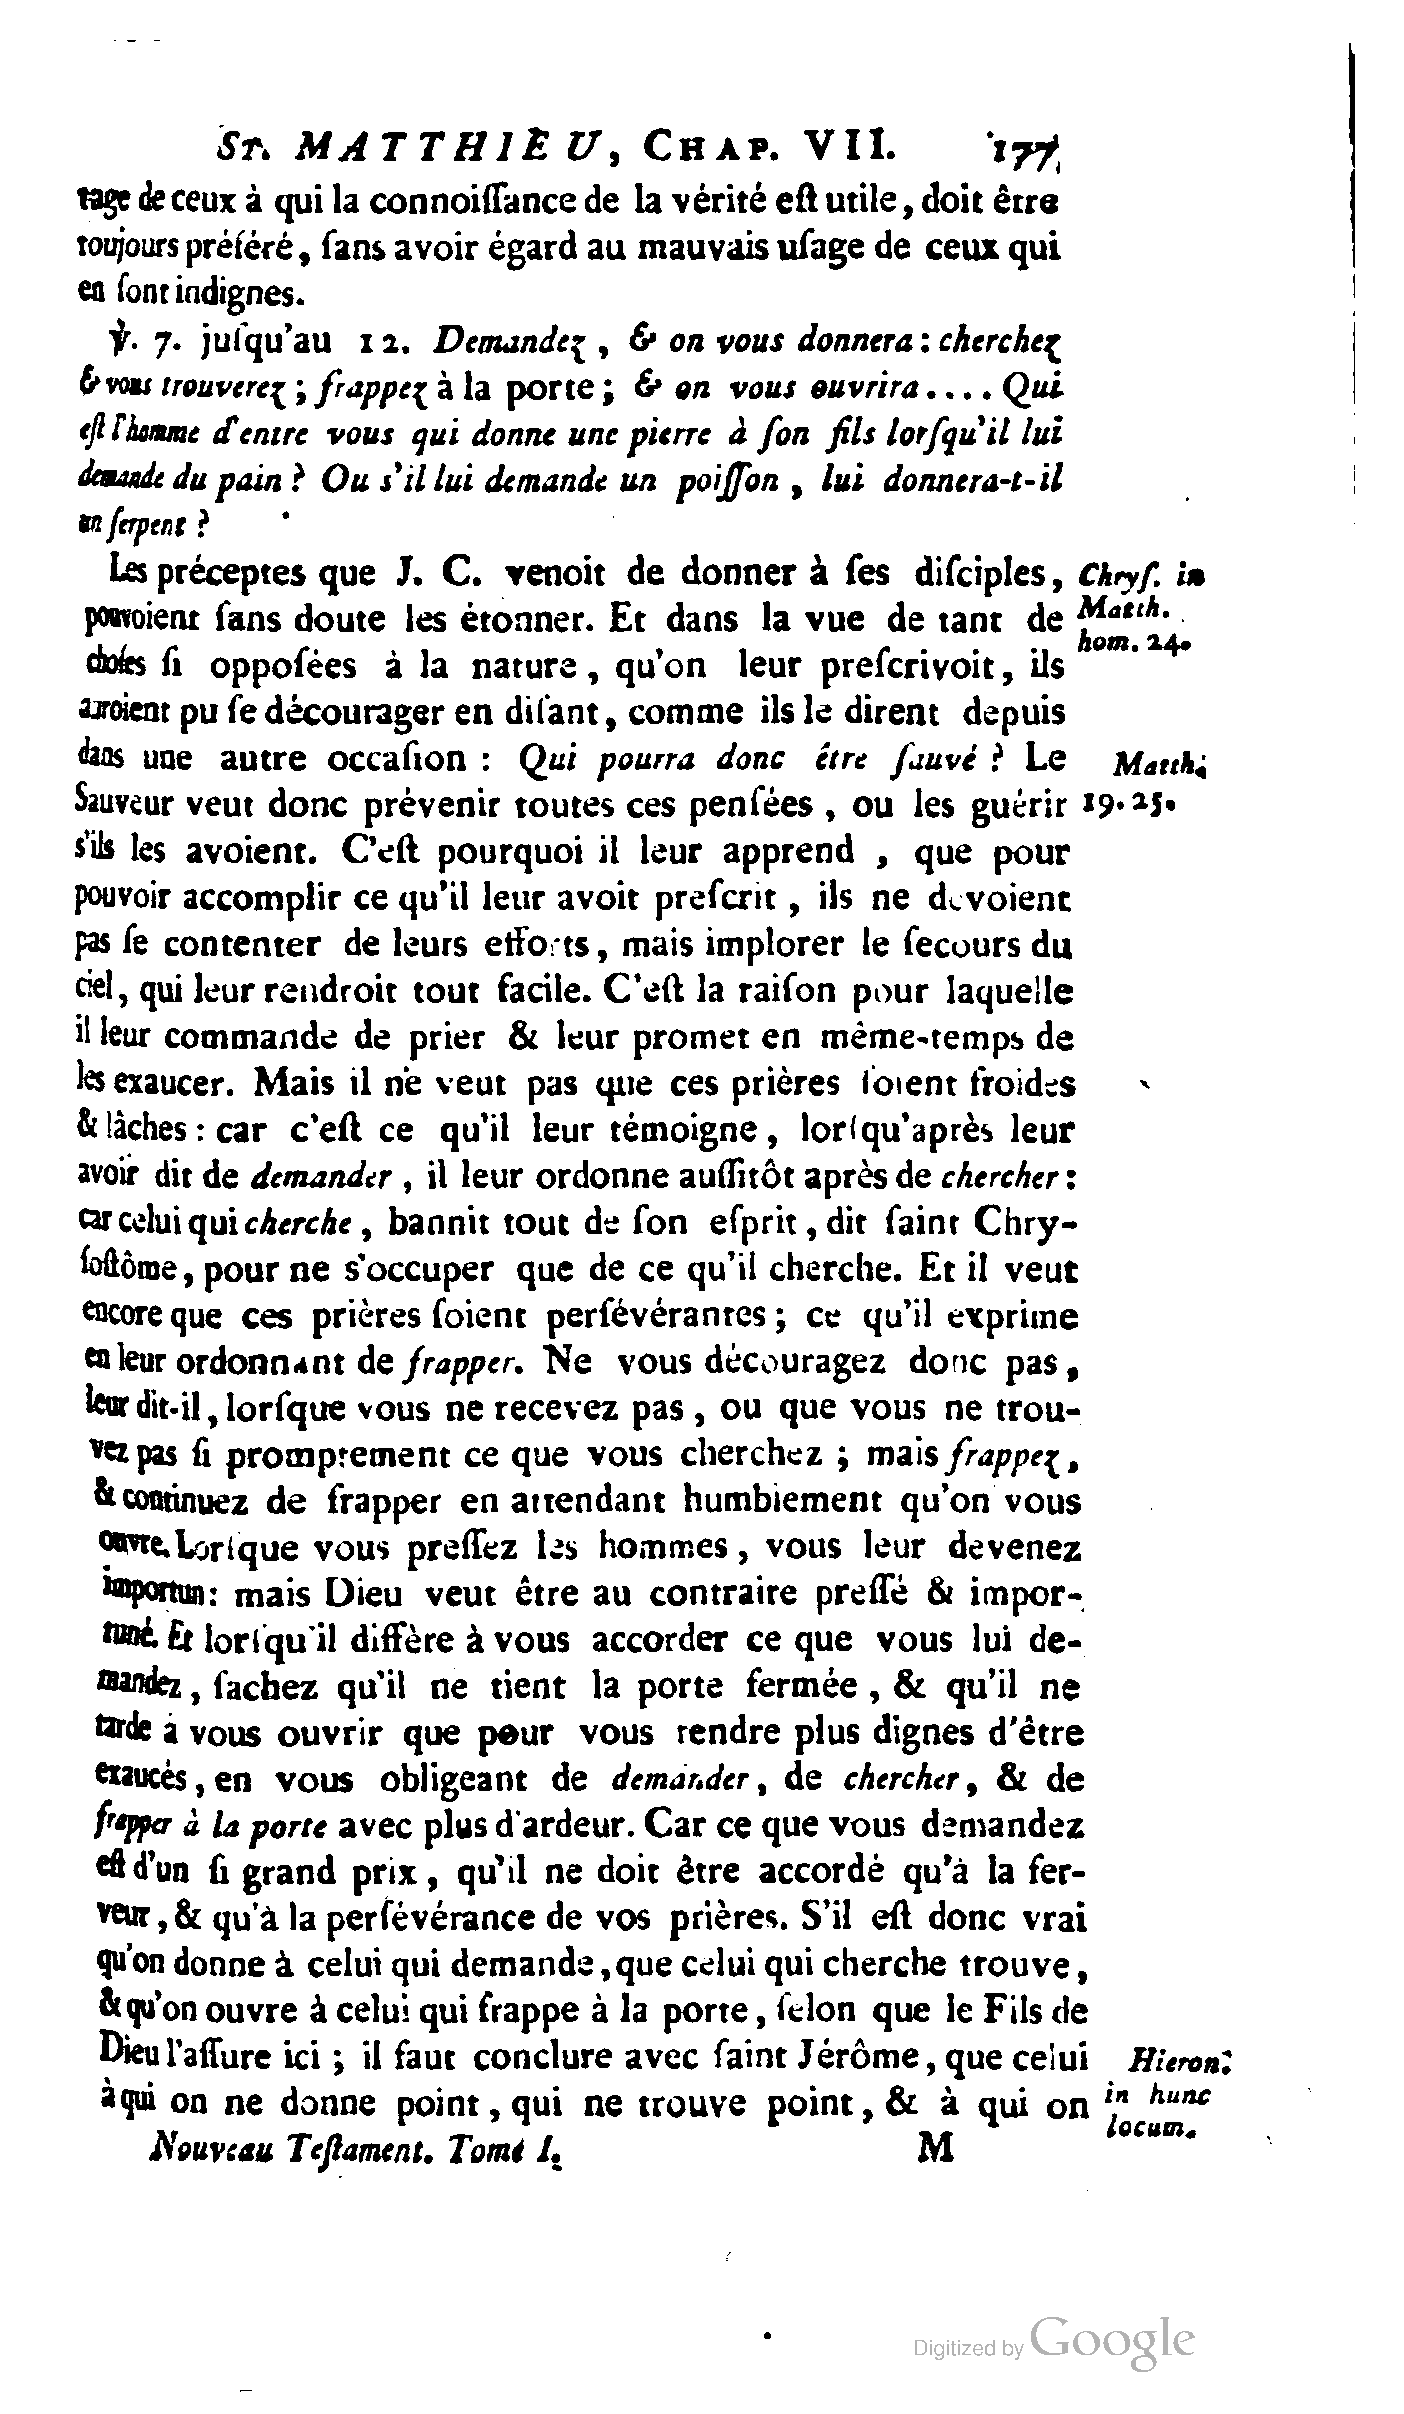 St. MATTHIEU, CHAP. VII. 177
tage de ceux à qui la connoiſſance de la vérité eſt utile, doit être
toujours préféré, ſans avoir égard au mauvais uſage de ceux qui
en ſont indignes.
℣. 7. juſqu'au 12. Demandez, & on vous donnera : cherchez
& vous trouverez ; frappez à la porte ; & on vous ouvrira.... Qui
eſt l'homme d'entre vous qui donne une pierre à ſon fils lorſqu'il lui
demande du pain ? Ou s'il lui demande un poiſſon, lui donnera-t-il
un ſerpent ?
Les préceptes que J. C. venoit de donner à ſes diſciples, Chryſ. in
pouvoient ſans doute les étonner. Et dans la vue de tant de Matth.
choſes ſi oppoſées à la nature, qu'on leur preſcrivoit, ils hom. 24.
auroient pu ſe décourager en diſant, comme ils le dirent depuis
dans une autre occaſion : Qui pourra donc être ſauvé ? Le Matth.
Sauveur veut donc prévenir toutes ces penſées, ou les guérir 19. 25.
s'ils les avoient. C'eſt pourquoi il leur apprend, que pour
pouvoir accomplir ce qu'il leur avoit preſcrit, ils ne devoient
pas ſe contenter de leurs efforts, mais implorer le ſecours du
ciel, qui leur rendroit tout facile. C'eſt la raiſon pour laquelle
il leur commande de prier & leur promet en même-temps de
les exaucer. Mais il ne veut pas que ces prières ſoient froides
& lâches : car c'eſt ce qu'il leur témoigne, lorſqu'après leur
avoir dit de demander, il leur ordonne auſſitôt après de chercher :
car celui qui cherche, bannit tout de ſon eſprit, dit ſaint Chry-
ſoſtôme, pour ne s'occuper que de ce qu'il cherche. Et il veut
encore que ces prières ſoient perſévérantes ; ce qu'il exprime
en leur ordonnant de frapper. Ne vous découragez donc pas,
leur dit-il, lorſque vous ne recevez pas, ou que vous ne trou-
vez pas ſi promptement ce que vous cherchez ; mais frappez,
& continuez de frapper en attendant humblement qu'on vous
ouvre. Lorſque vous preſſez les hommes, vous leur devenez
importun : mais Dieu veut être au contraire preſſé & impor-
tuné. Et lorſqu'il diffère à vous accorder ce que vous lui de-
mandez, ſachez qu'il ne tient la porte fermée, & qu'il ne
tarde à vous ouvrir que pour vous rendre plus dignes d'être
exaucés, en vous obligeant de demander, de chercher, & de
frapper à la porte avec plus d'ardeur. Car ce que vous demandez
eſt d'un ſi grand prix, qu'il ne doit être accordé qu'à la fer-
veur, & qu'à la perſévérance de vos prières. S'il eſt donc vrai
qu'on donne à celui qui demande, que celui qui cherche trouve,
& qu'on ouvre à celui qui frappe à la porte, ſelon que le Fils de
Dieu l'aſſure ici ; il faut conclure avec ſaint Jérôme, que celui Hieron.
à qui on ne donne point, qui ne trouve point, & à qui on in hunc
locum.
Nouveau Teſtament. Tome I. M
Digitized by Google